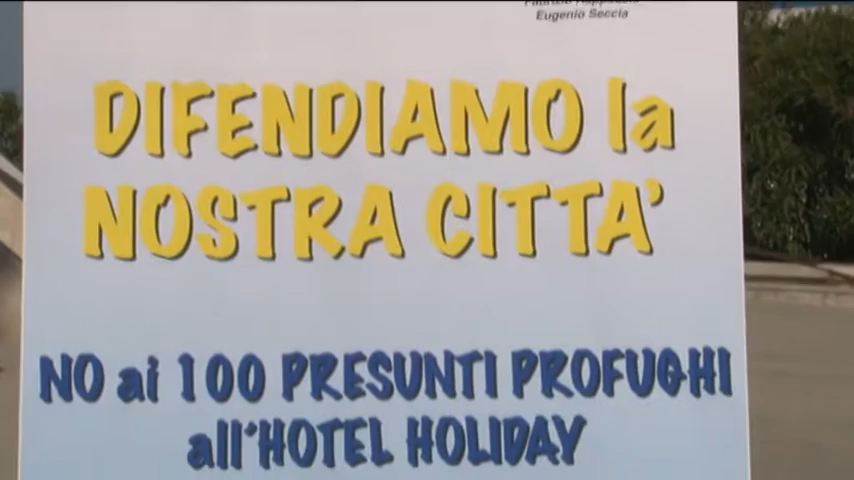 Eugenio Seccia
DIFENDIAMO la
NOSTRA CITTA'
NO ai 100 PRESUNTI PROFUGHI
all'HOTEL HOLIDAY